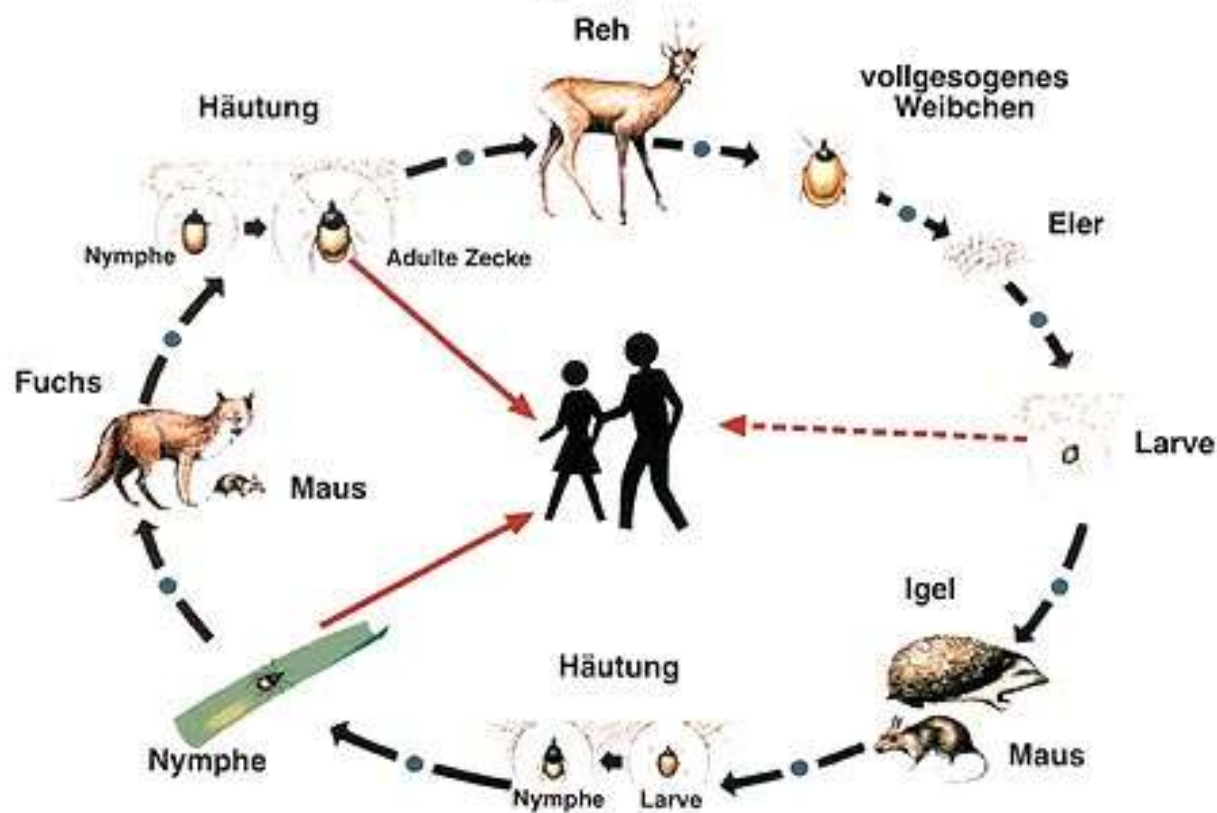 Reh
vollgesogenes
Weibchen
Häutung
Eier
Nymphe
Adulte Zecke
Fuchs
Maus
Larve
Igel
Häutung
Maus
Nymphe
Nymphe
Larve